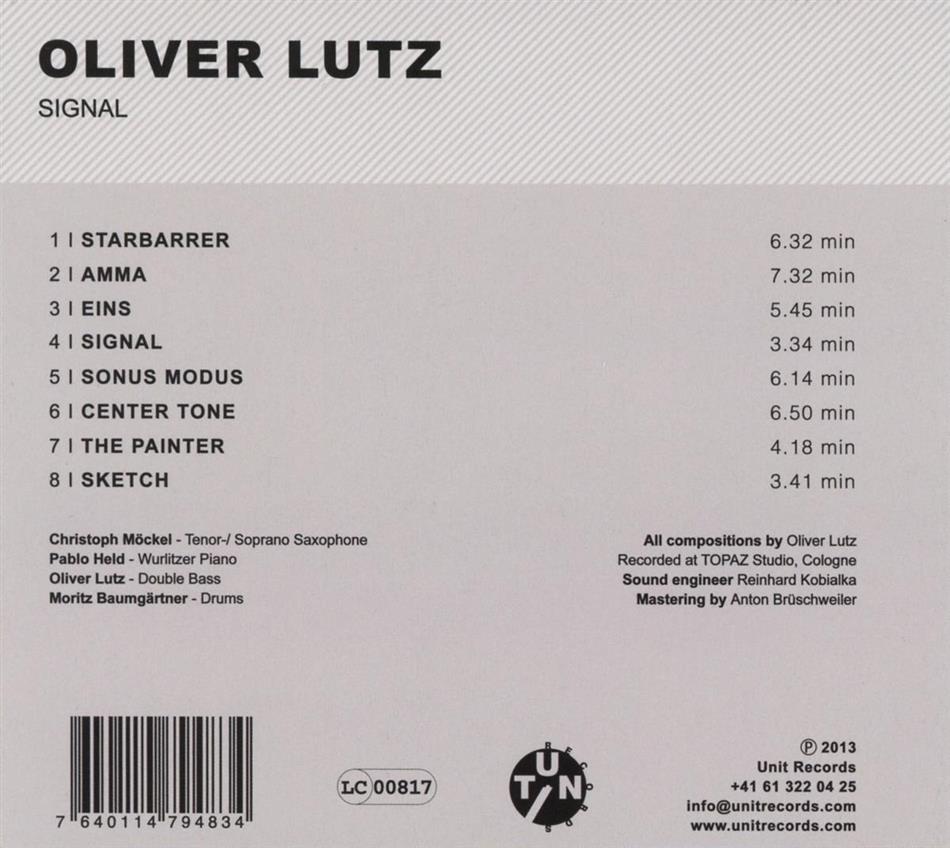 OLIVER LUTZ
SIGNAL
1 | STARBARRER 6.32 min
2 | AMMA 7.32 min
3 | EINS 5.45 min
4 | SIGNAL 3.34 min
5 | SONUS MODUS 6.14 min
6 | CENTER TONE 6.50 min
7 | THE PAINTER 4.18 min
8 | SKETCH 3.41 min
Christoph Möckel - Tenor-/ Soprano Saxophone
Pablo Held - Wurlitzer Piano
Oliver Lutz - Double Bass
Moritz Baumgärtner - Drums
All compositions by Oliver Lutz
Recorded at TOPAZ Studio, Cologne
Sound engineer Reinhard Kobialka
Mastering by Anton Brüschweiler
7 640114 794834
LC 00817
UNIT
RECORDS
℗ 2013
Unit Records
+41 61 322 04 25
info@unitrecords.com
www.unitrecords.com